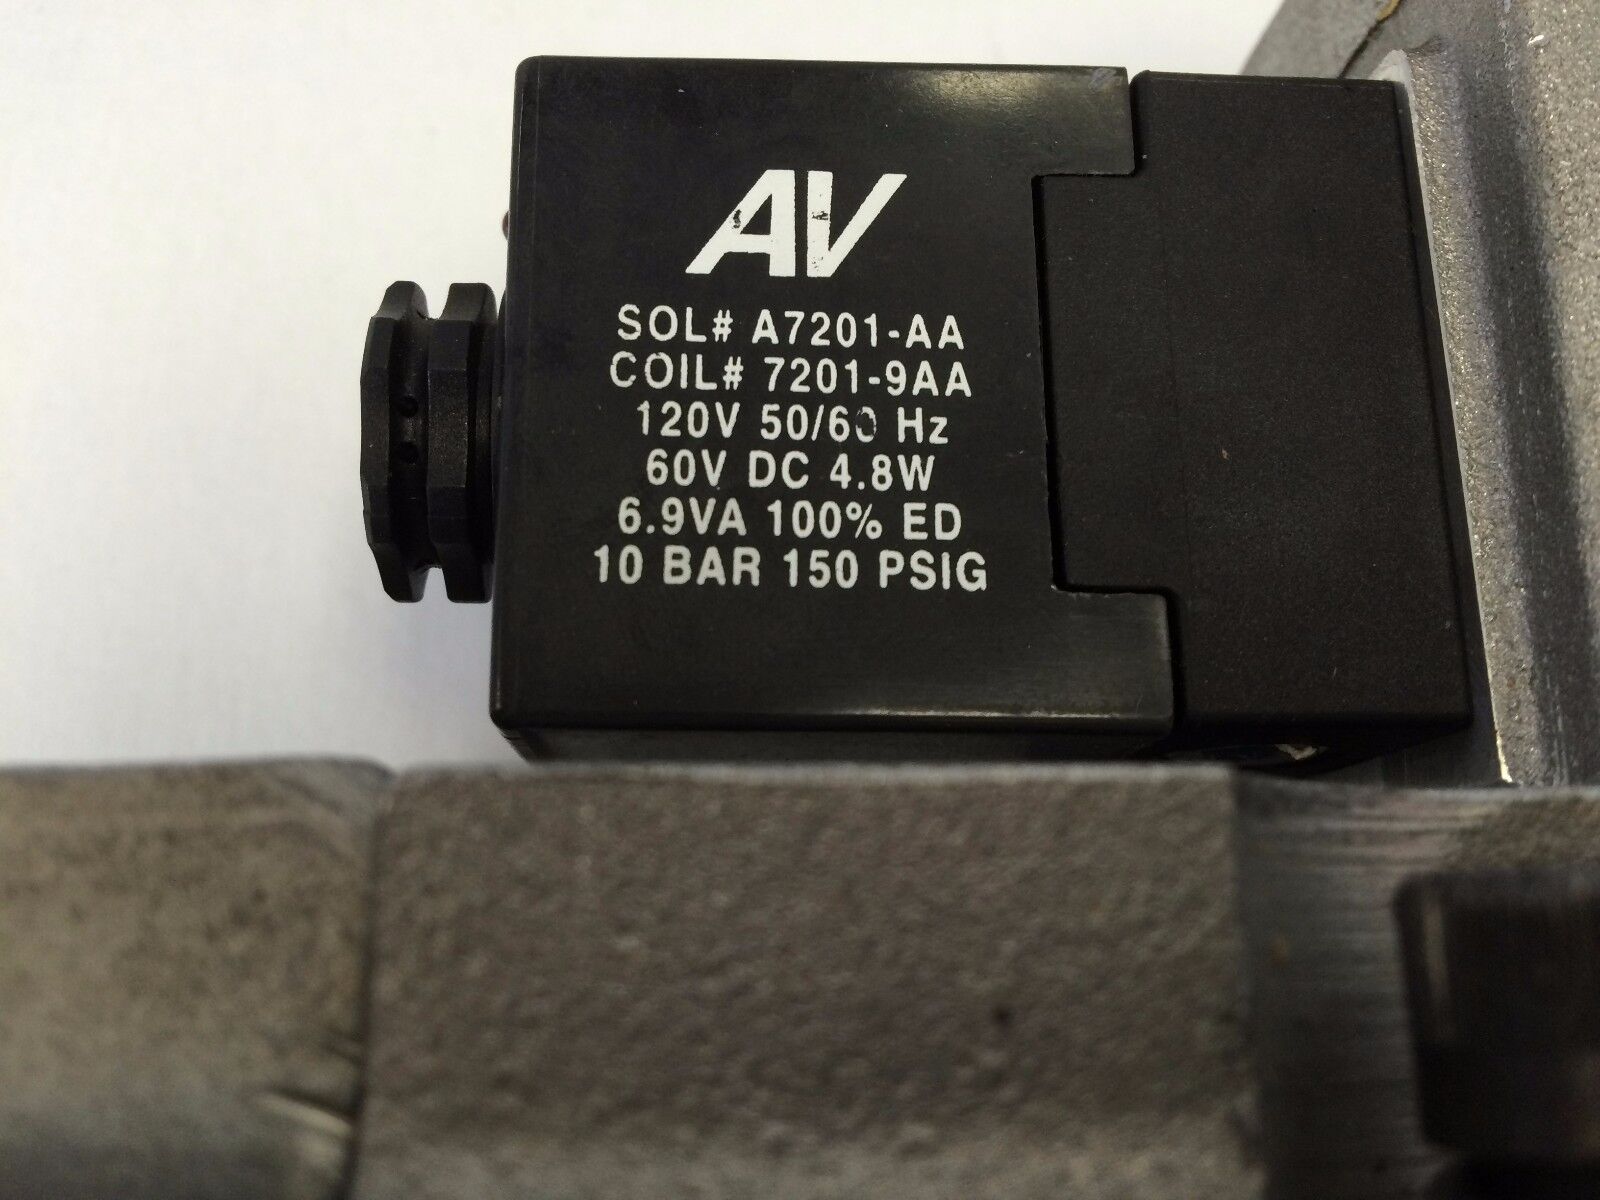 AV
SOL# A7201-AA
COIL# 7201-9AA
120V 50/60 Hz
60V DC 4.8W
6.9VA 100% ED
10 BAR 150 PSIG